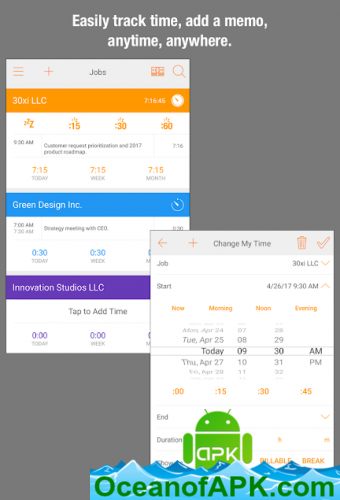 Easily track time, add a memo,
anytime, anywhere.
Jobs
30xi LLC 7:16:45
zzZ :15 :30 :60
9:30 AM Customer request prioritization and 2017 7:16
product roadmap.
7:15 7:15 7:15
TODAY WEEK MONTH
Green Design Inc.
7:00 AM Strategy meeting with CEO. 0:30
7:30 AM
0:30 0:30 0:30
TODAY WEEK
Innovation Studios LLC
Tap to Add Time
0:00 0:00 0:00
TODAY WEEK
Change My Time
Job 30xi LLC
Start 4/26/17 9:30 AM
Now Morning Noon Evening
Mon, Apr 24 07 28
Tue, Apr 25 08 29
Today 09 30 AM
Thu, Apr 27 10 31 PM
Fri, Apr 28 11 32
:00 :15 :30 :45
End
Duration h m
BILLABLE BREAK
APK
OceanofAPK.com